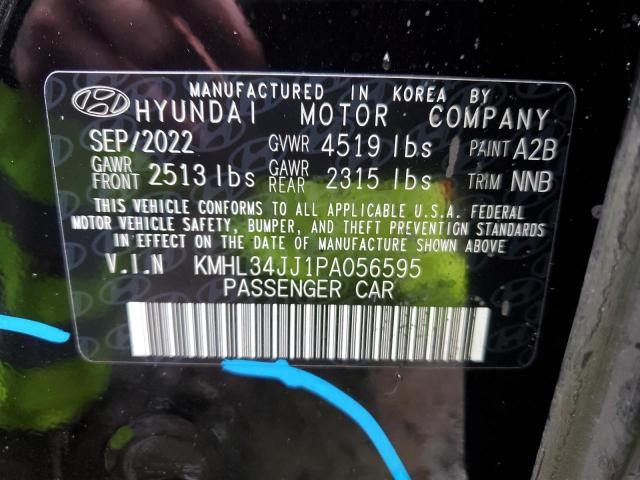 MANUFACTURED IN KOREA BY
HYUNDAI MOTOR COMPANY
SEP/2022 GVWR 4519 lbs PAINT A2B
GAWR FRONT 2513 lbs GAWR REAR 2315 lbs TRIM NNB
THIS VEHICLE CONFORMS TO ALL APPLICABLE U.S.A. FEDERAL
MOTOR VEHICLE SAFETY, BUMPER, AND THEFT PREVENTION STANDARDS
IN EFFECT ON THE DATE OF MANUFACTURE SHOWN ABOVE.
V.I.N KMHL34JJ1PA056595
PASSENGER CAR